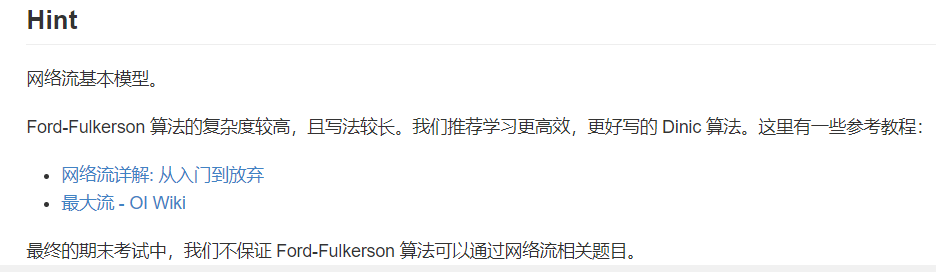 Hint
网络流基本模型。
Ford-Fulkerson 算法的复杂度较高，且写法较长。我们推荐学习更高效，更好写的 Dinic 算法。这里有一些参考教程：
网络流详解: 从入门到放弃
最大流 - OI Wiki
最终的期末考试中，我们不保证 Ford-Fulkerson 算法可以通过网络流相关题目。